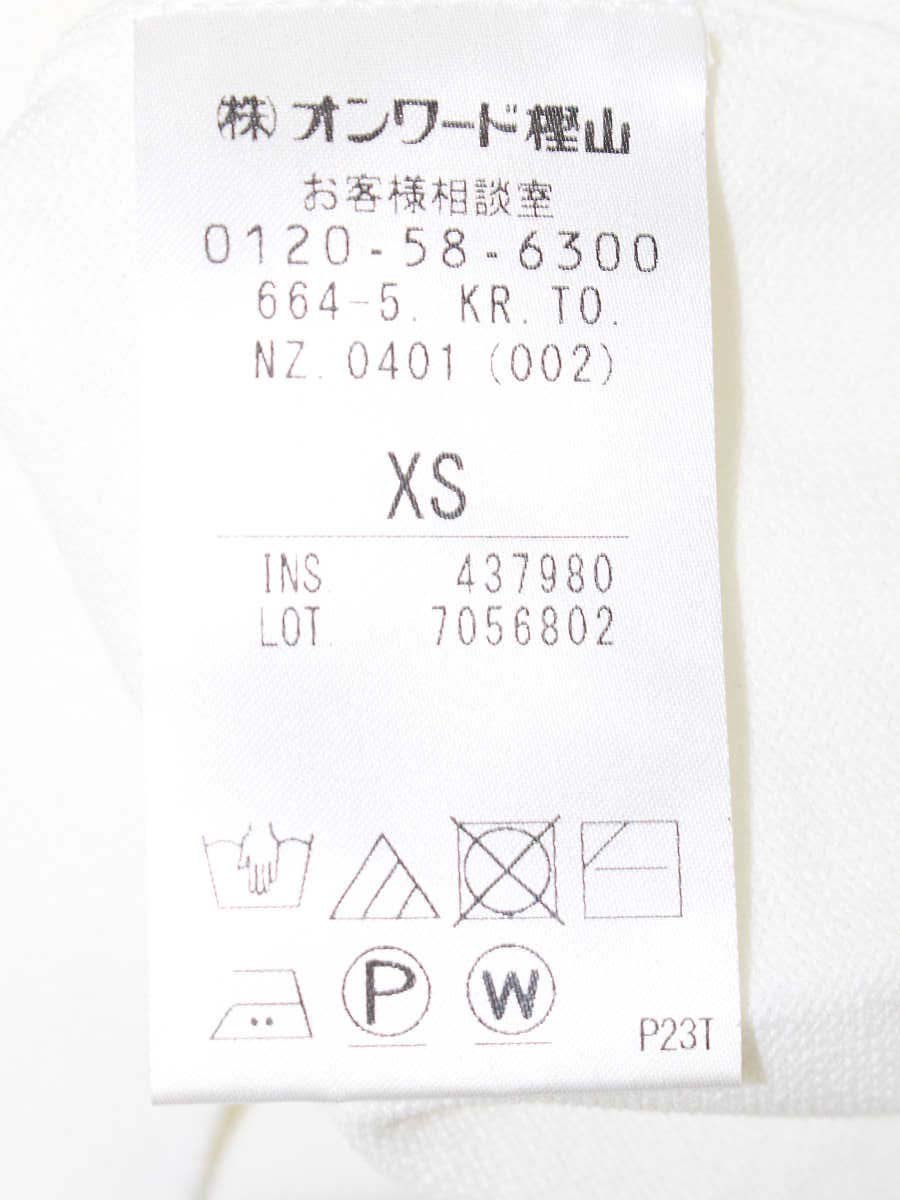 ㈱オンワード樫山
お客様相談室
0120-58-6300
664-5. KR. TO.
NZ. 0401 (002)
XS
INS. 437980
LOT. 7056802
P W
P23T